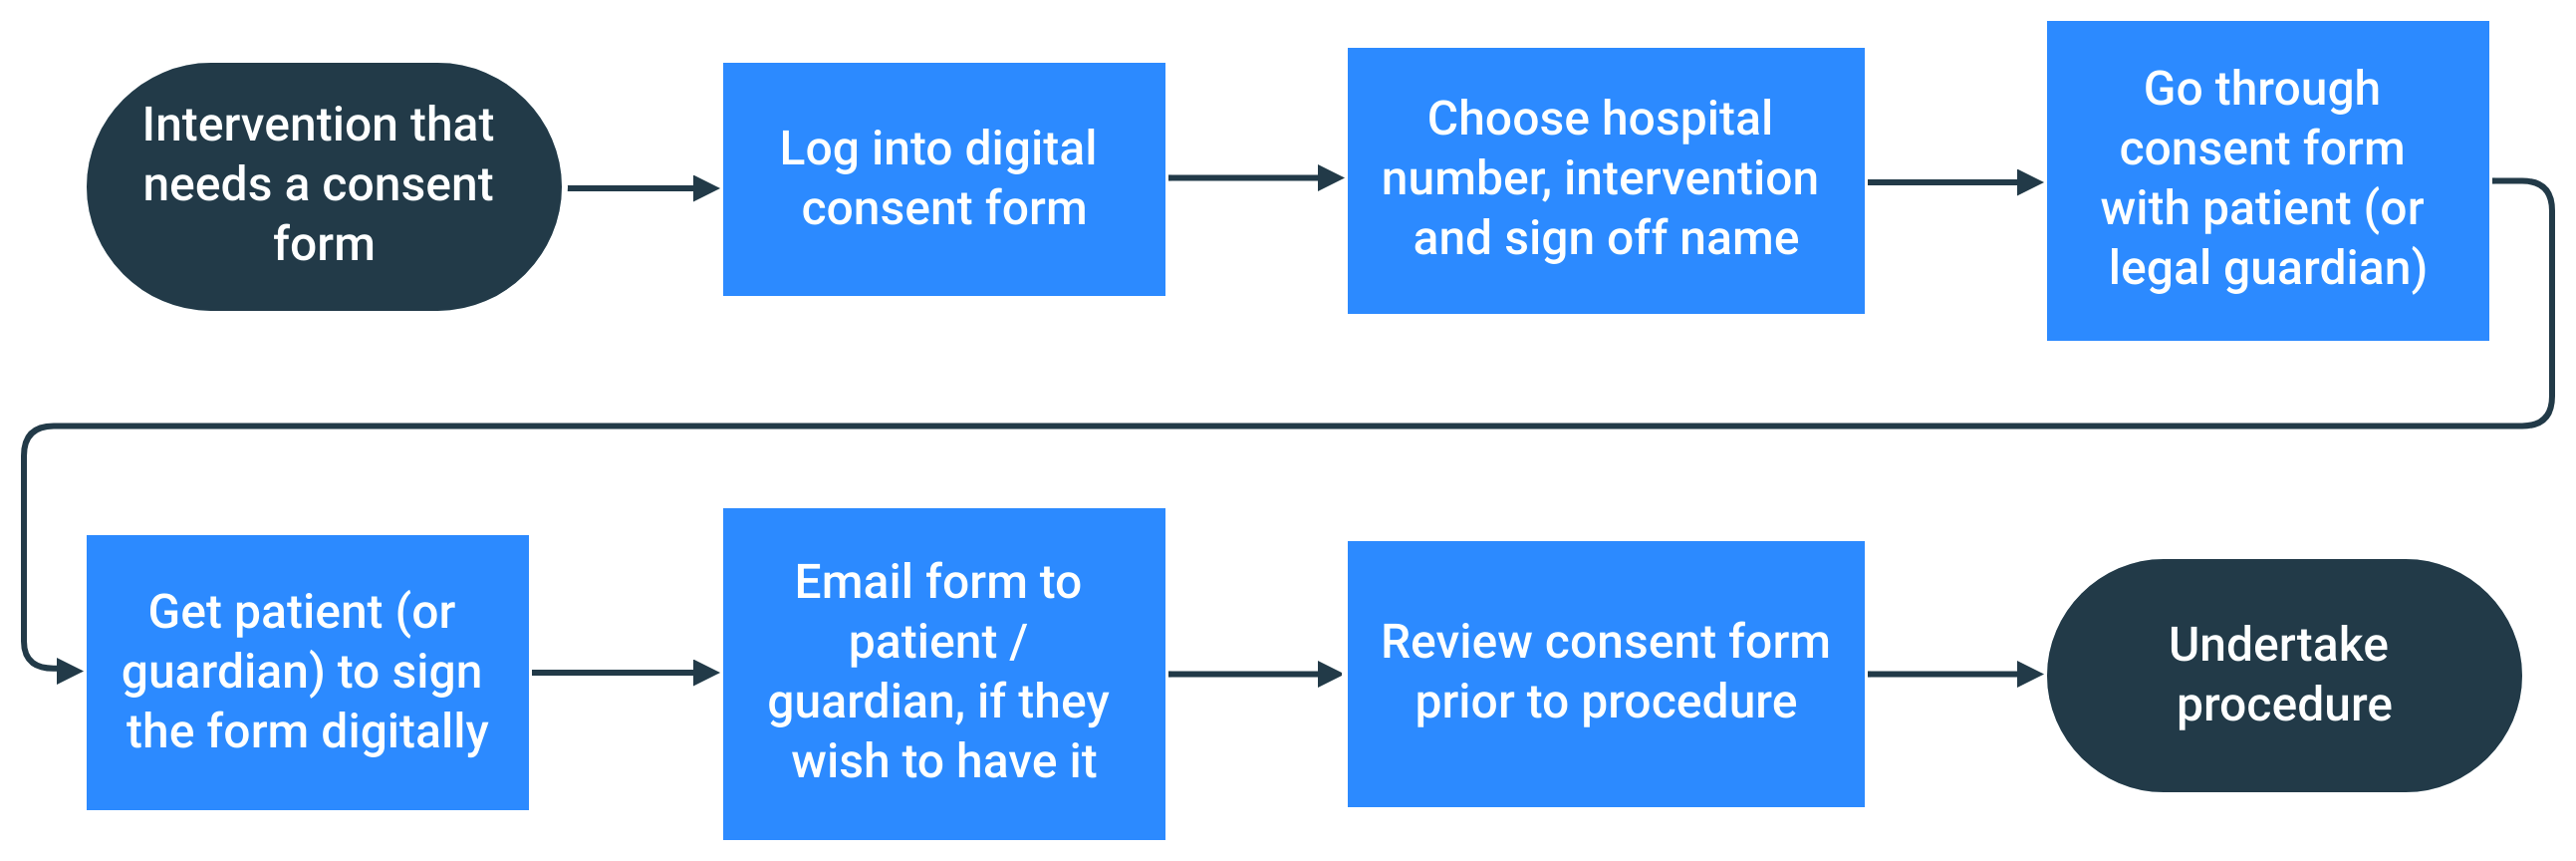 Intervention that
needs a consent
form
Log into digital
consent form
Choose hospital
number, intervention
and sign off name
Go through
consent form
with patient (or
legal guardian)
Get patient (or
guardian) to sign
the form digitally
Email form to
patient /
guardian, if they
wish to have it
Review consent form
prior to procedure
Undertake
procedure